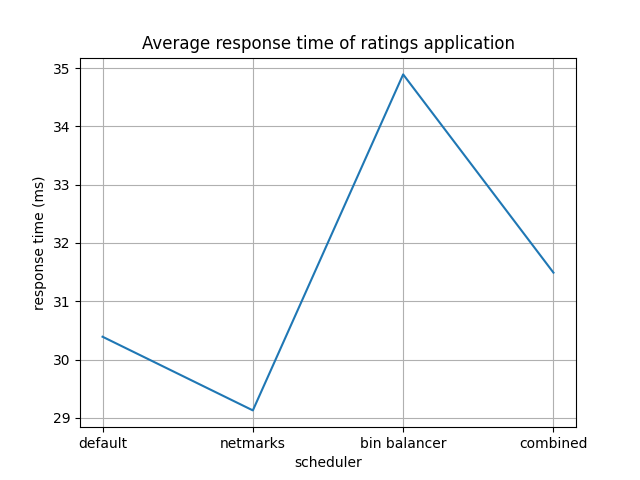 Average response time of ratings application
35
34
33
32
31
30
29
response time (ms)
default
netmarks
bin balancer
combined
scheduler